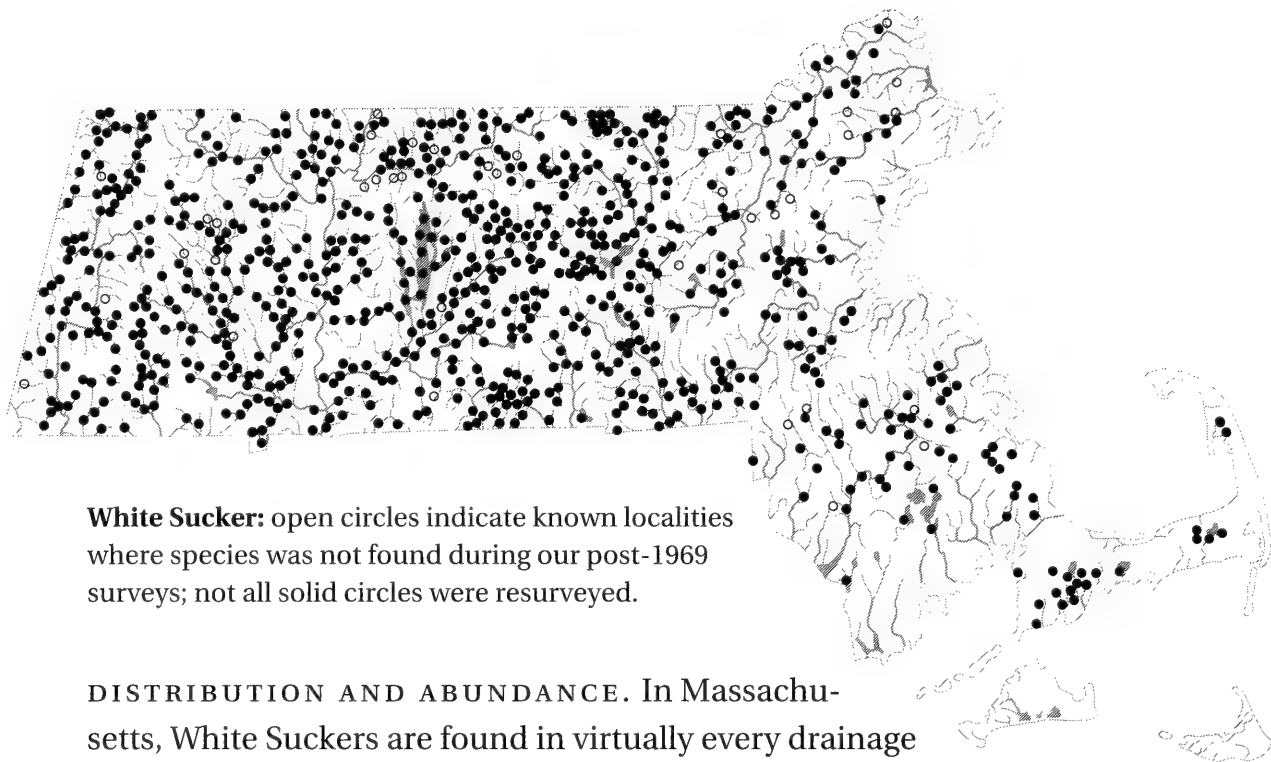 White Sucker: open circles indicate known localities
where species was not found during our post-1969
surveys; not all solid circles were resurveyed.
DISTRIBUTION AND ABUNDANCE. In Massachu-
setts, White Suckers are found in virtually every drainage